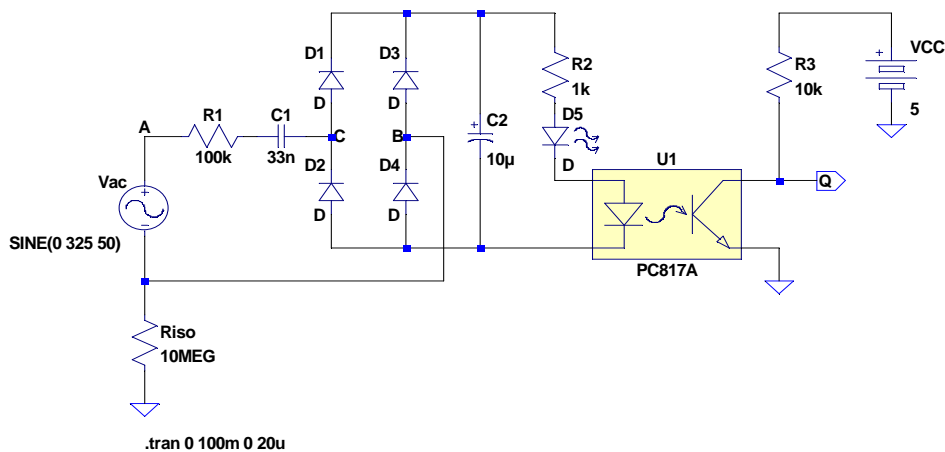 D1
D3
VCC
R2
R3
1k
10k
D
D
A
R1
C1
C
B
D5
C2
5
100k
33n
D2
D4
10µ
D
U1
Vac
Q
D
D
SINE(0 325 50)
PC817A
Riso
10MEG
.tran 0 100m 0 20u